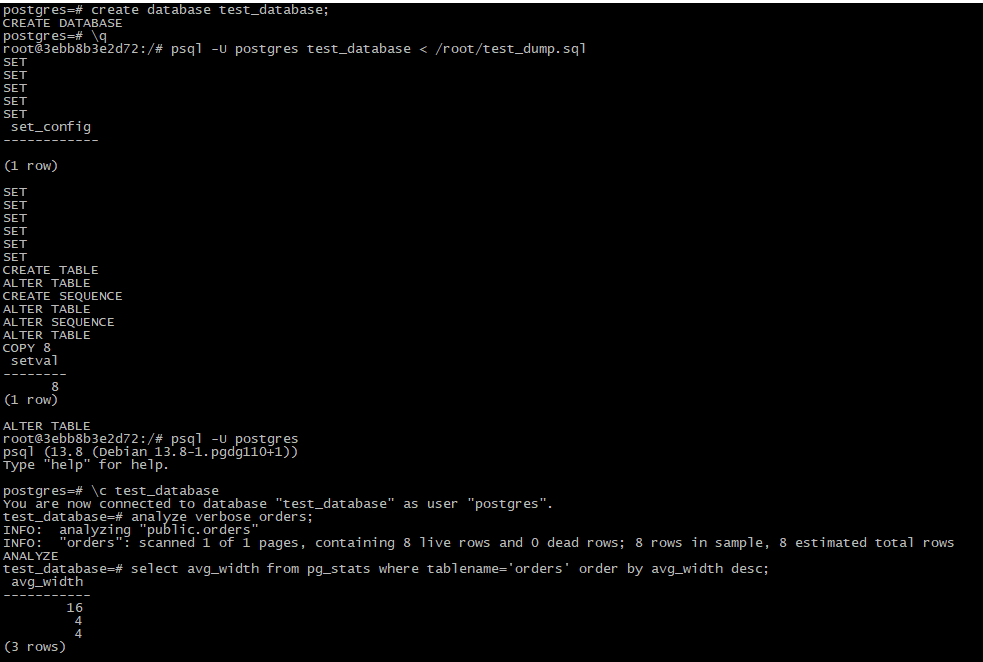 postgres=# create database test_database;
CREATE DATABASE
postgres=# \q
root@3ebb8b3e2d72:/# psql -U postgres test_database < /root/test_dump.sql
SET
SET
SET
SET
SET
 set_config
------------

(1 row)

SET
SET
SET
SET
SET
SET
CREATE TABLE
ALTER TABLE
CREATE SEQUENCE
ALTER TABLE
ALTER SEQUENCE
ALTER TABLE
COPY 8
 setval
--------
      8
(1 row)

ALTER TABLE
root@3ebb8b3e2d72:/# psql -U postgres
psql (13.8 (Debian 13.8-1.pgdg110+1))
Type "help" for help.

postgres=# \c test_database
You are now connected to database "test_database" as user "postgres".
test_database=# analyze verbose orders;
INFO:  analyzing "public.orders"
INFO:  "orders": scanned 1 of 1 pages, containing 8 live rows and 0 dead rows; 8 rows in sample, 8 estimated total rows
ANALYZE
test_database=# select avg_width from pg_stats where tablename='orders' order by avg_width desc;
 avg_width
-----------
        16
         4
         4
(3 rows)